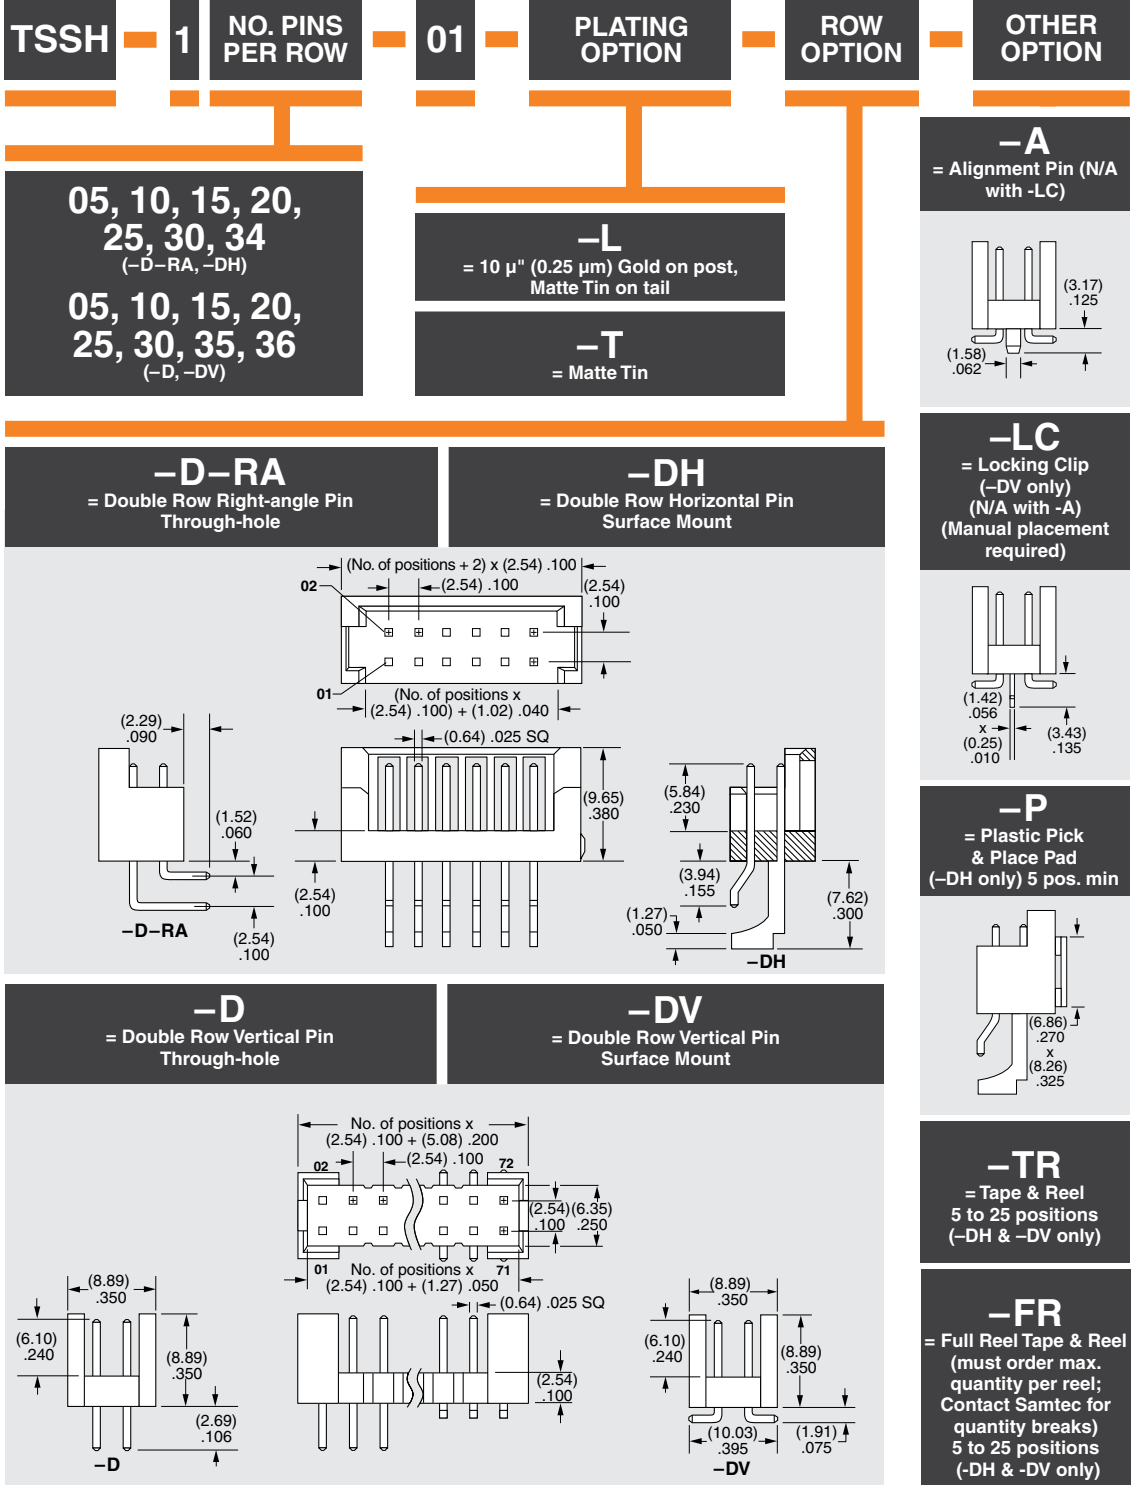 TSSH
1
NO. PINS
PER ROW
01
PLATING
OPTION
ROW
OPTION
OTHER
OPTION
05, 10, 15, 20,
25, 30, 34
(–D–RA, –DH)
05, 10, 15, 20,
25, 30, 35, 36
(–D, –DV)
–L
= 10 µ" (0.25 µm) Gold on post,
Matte Tin on tail
–T
= Matte Tin
–A
= Alignment Pin (N/A
with -LC)
(3.17)
.125
(1.58)
.062
–LC
= Locking Clip
(–DV only)
(N/A with -A)
(Manual placement
required)
(1.42)
.056
x
(0.25)
.010
(3.43)
.135
–P
= Plastic Pick
& Place Pad
(–DH only) 5 pos. min
(6.86)
.270
x
(8.26)
.325
–TR
= Tape & Reel
5 to 25 positions
(–DH & –DV only)
–FR
= Full Reel Tape & Reel
(must order max.
quantity per reel;
Contact Samtec for
quantity breaks)
5 to 25 positions
(-DH & -DV only)
–D–RA
= Double Row Right-angle Pin
Through-hole
–DH
= Double Row Horizontal Pin
Surface Mount
(No. of positions + 2) x (2.54) .100
02
(2.54) .100
(2.54)
.100
01
(No. of positions x
(2.54) .100) + (1.02) .040
(2.29)
.090
(0.64) .025 SQ
(9.65)
.380
(5.84)
.230
(1.52)
.060
(2.54)
.100
(3.94)
.155
(7.62)
.300
(1.27)
.050
–D–RA
(2.54)
.100
–DH
–D
= Double Row Vertical Pin
Through-hole
–DV
= Double Row Vertical Pin
Surface Mount
No. of positions x
(2.54) .100 + (5.08) .200
02
(2.54) .100
72
(2.54)
.100
(6.35)
.250
01
No. of positions x
(2.54) .100 + (1.27) .050
71
(8.89)
.350
(6.10)
.240
(8.89)
.350
(2.69)
.106
–D
(0.64) .025 SQ
(2.54)
.100
(8.89)
.350
(6.10)
.240
(8.89)
.350
(10.03)
.395
(1.91)
.075
–DV